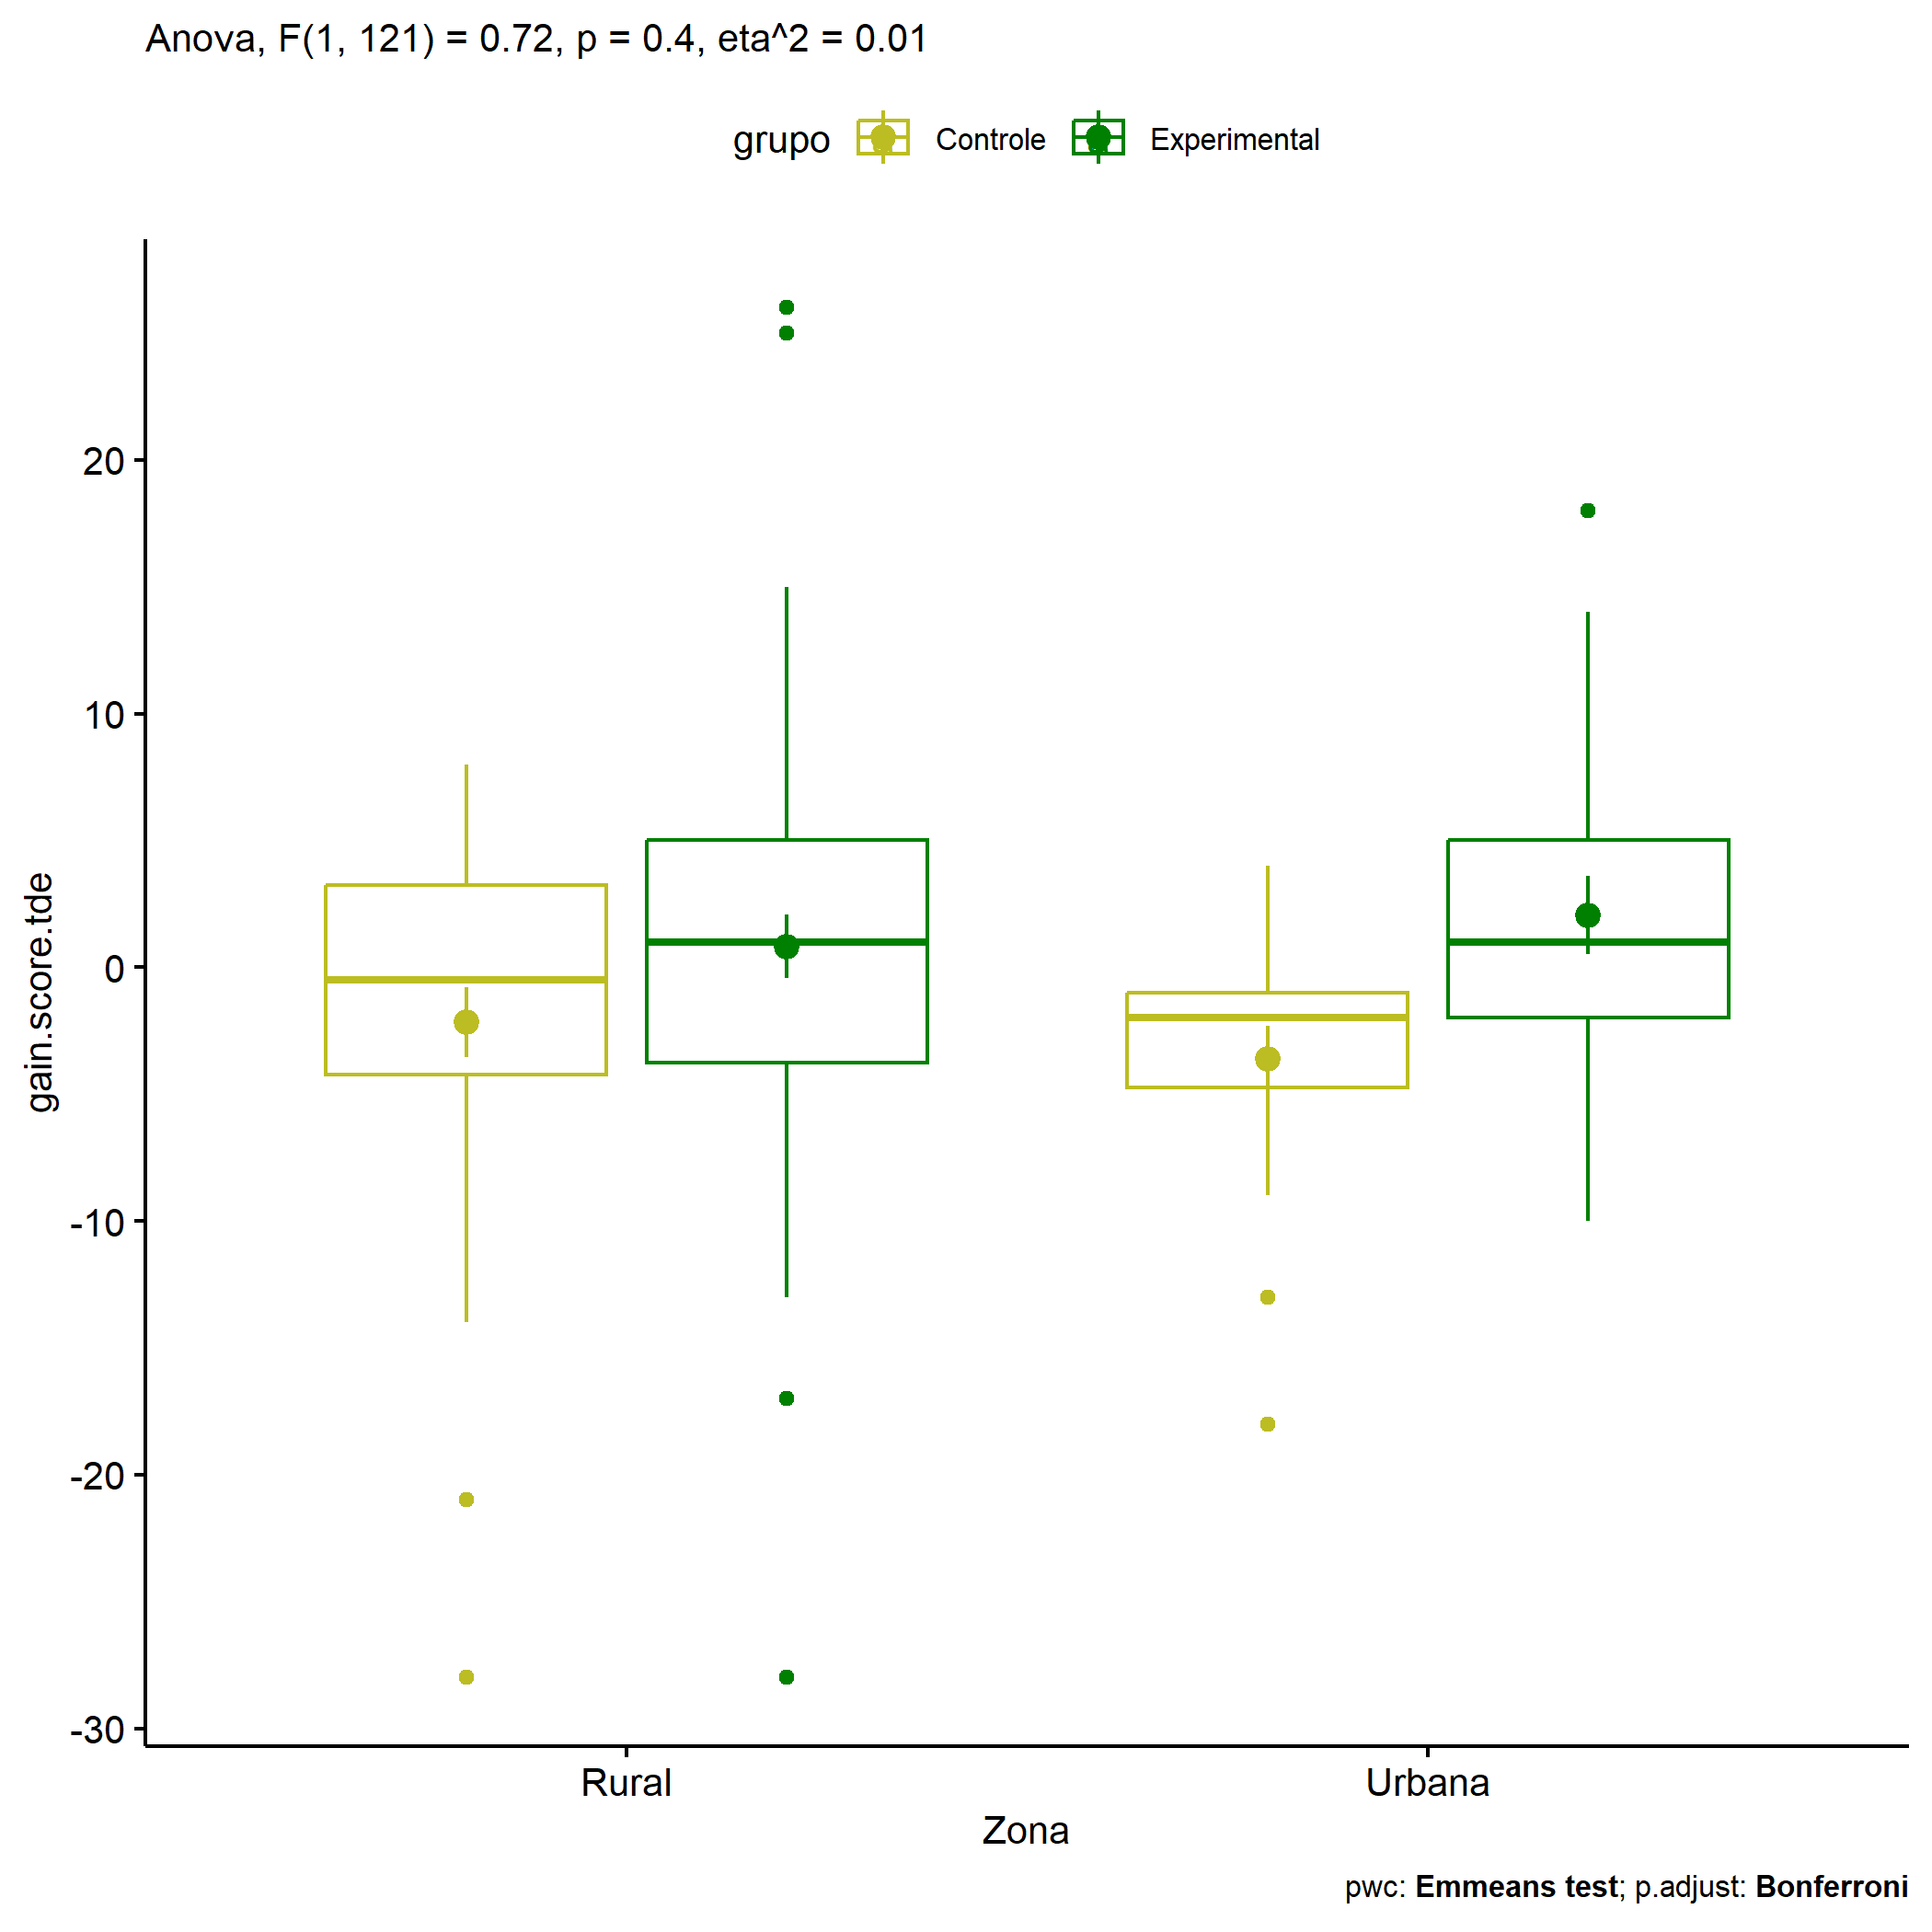 Anova, F(1, 121) = 0.72, p = 0.4, eta^2 = 0.01
grupo Controle Experimental
gain.score.tde
20
10
0
-10
-20
-30
Rural Urbana
Zona
pwc: Emmeans test; p.adjust: Bonferroni